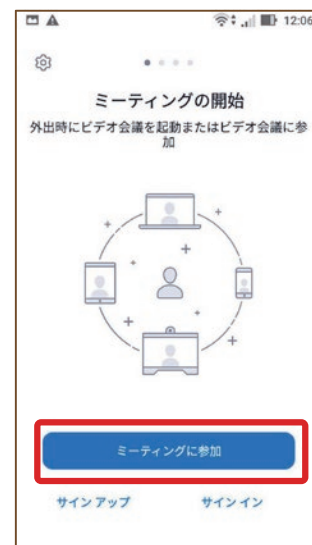 12:06
ミーティングの開始
外出時にビデオ会議を起動またはビデオ会議に参
加
ミーティングに参加
サイン アップ
サイン イン